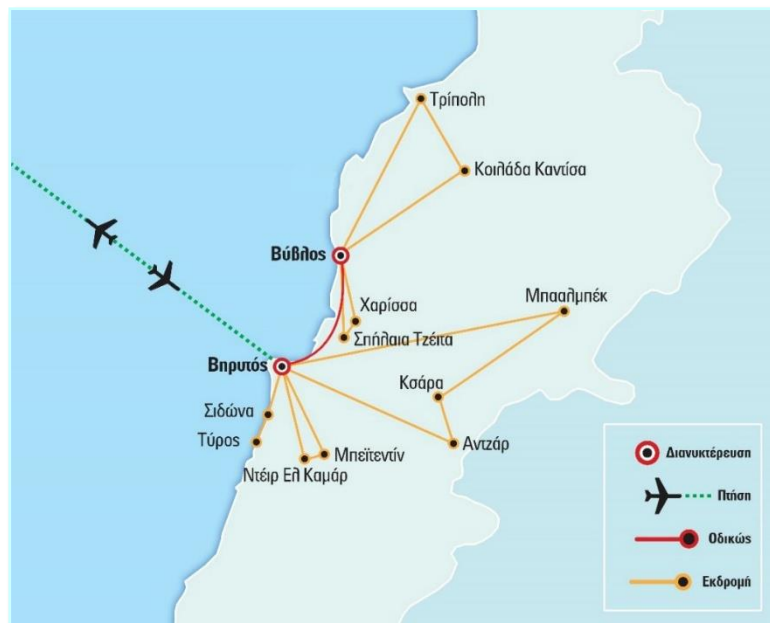 Τρίπολη
Κοιλάδα Καντίσα
Βύβλος
Χαρίσσα
Μπααλμπέκ
Σπήλαια Τζέιτα
Βηρυτός
Κσάρα
Σιδώνα
Τύρος
Μπεϊτεντίν
Αντζάρ
Ντέιρ Ελ Καμάρ
Διανυκτέρευση
Πτήση
Οδικώς
Εκδρομή